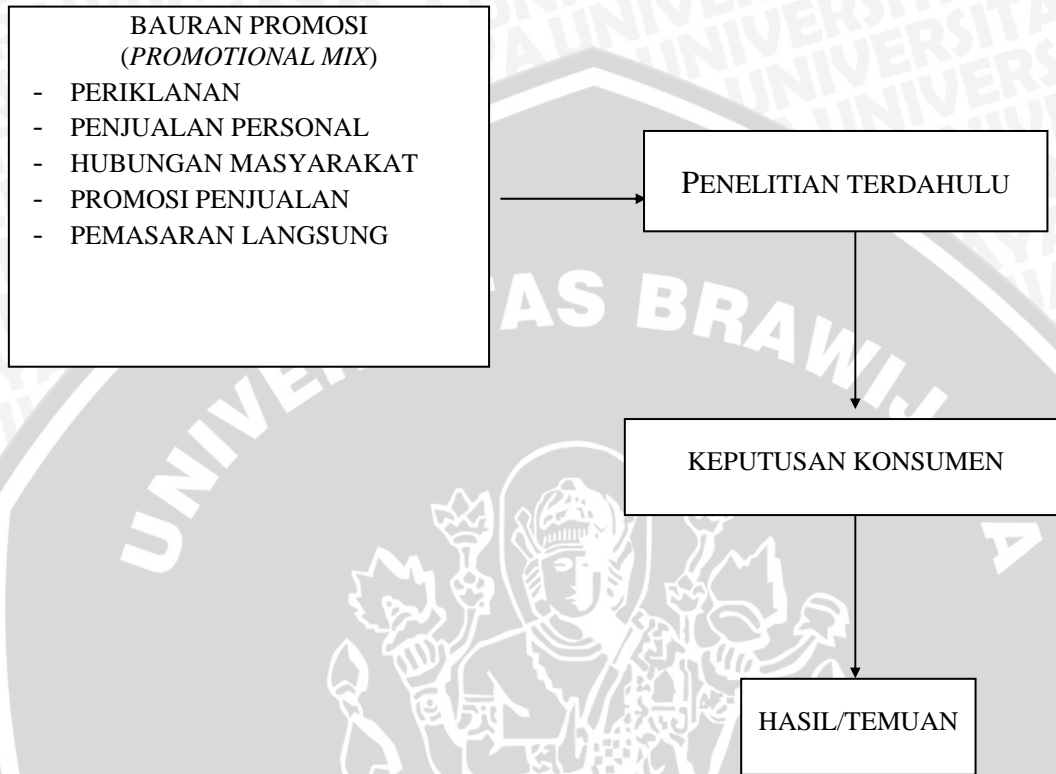 BAURAN PROMOSI
(PROMOTIONAL MIX)
- PERIKLANAN
- PENJUALAN PERSONAL
- HUBUNGAN MASYARAKAT
- PROMOSI PENJUALAN
- PEMASARAN LANGSUNG
PENELITIAN TERDAHULU
KEPUTUSAN KONSUMEN
HASIL/TEMUAN